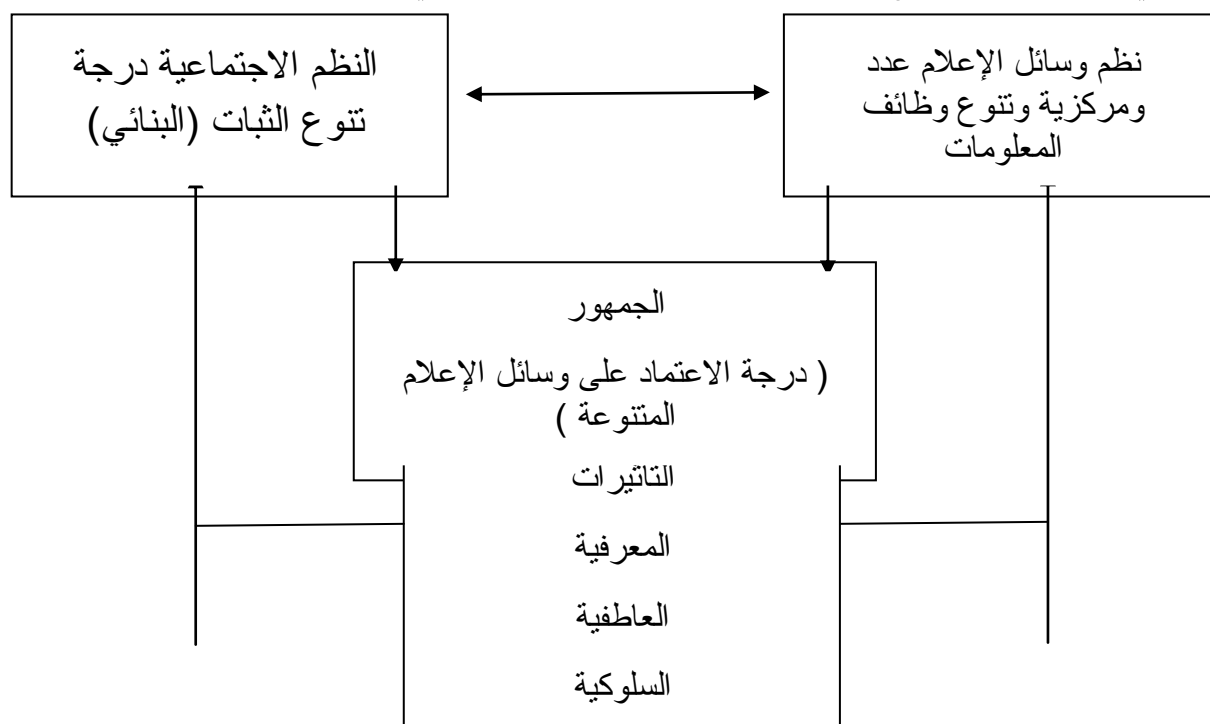 نظم وسائل الإعلام عدد
ومركزية وتنوع وظائف
المعلومات
النظم الاجتماعية درجة
تنوع الثبات (البنائي)
الجمهور
( درجة الاعتماد على وسائل الإعلام
المتنوعة )
التاثيرات
المعرفية
العاطفية
السلوكية